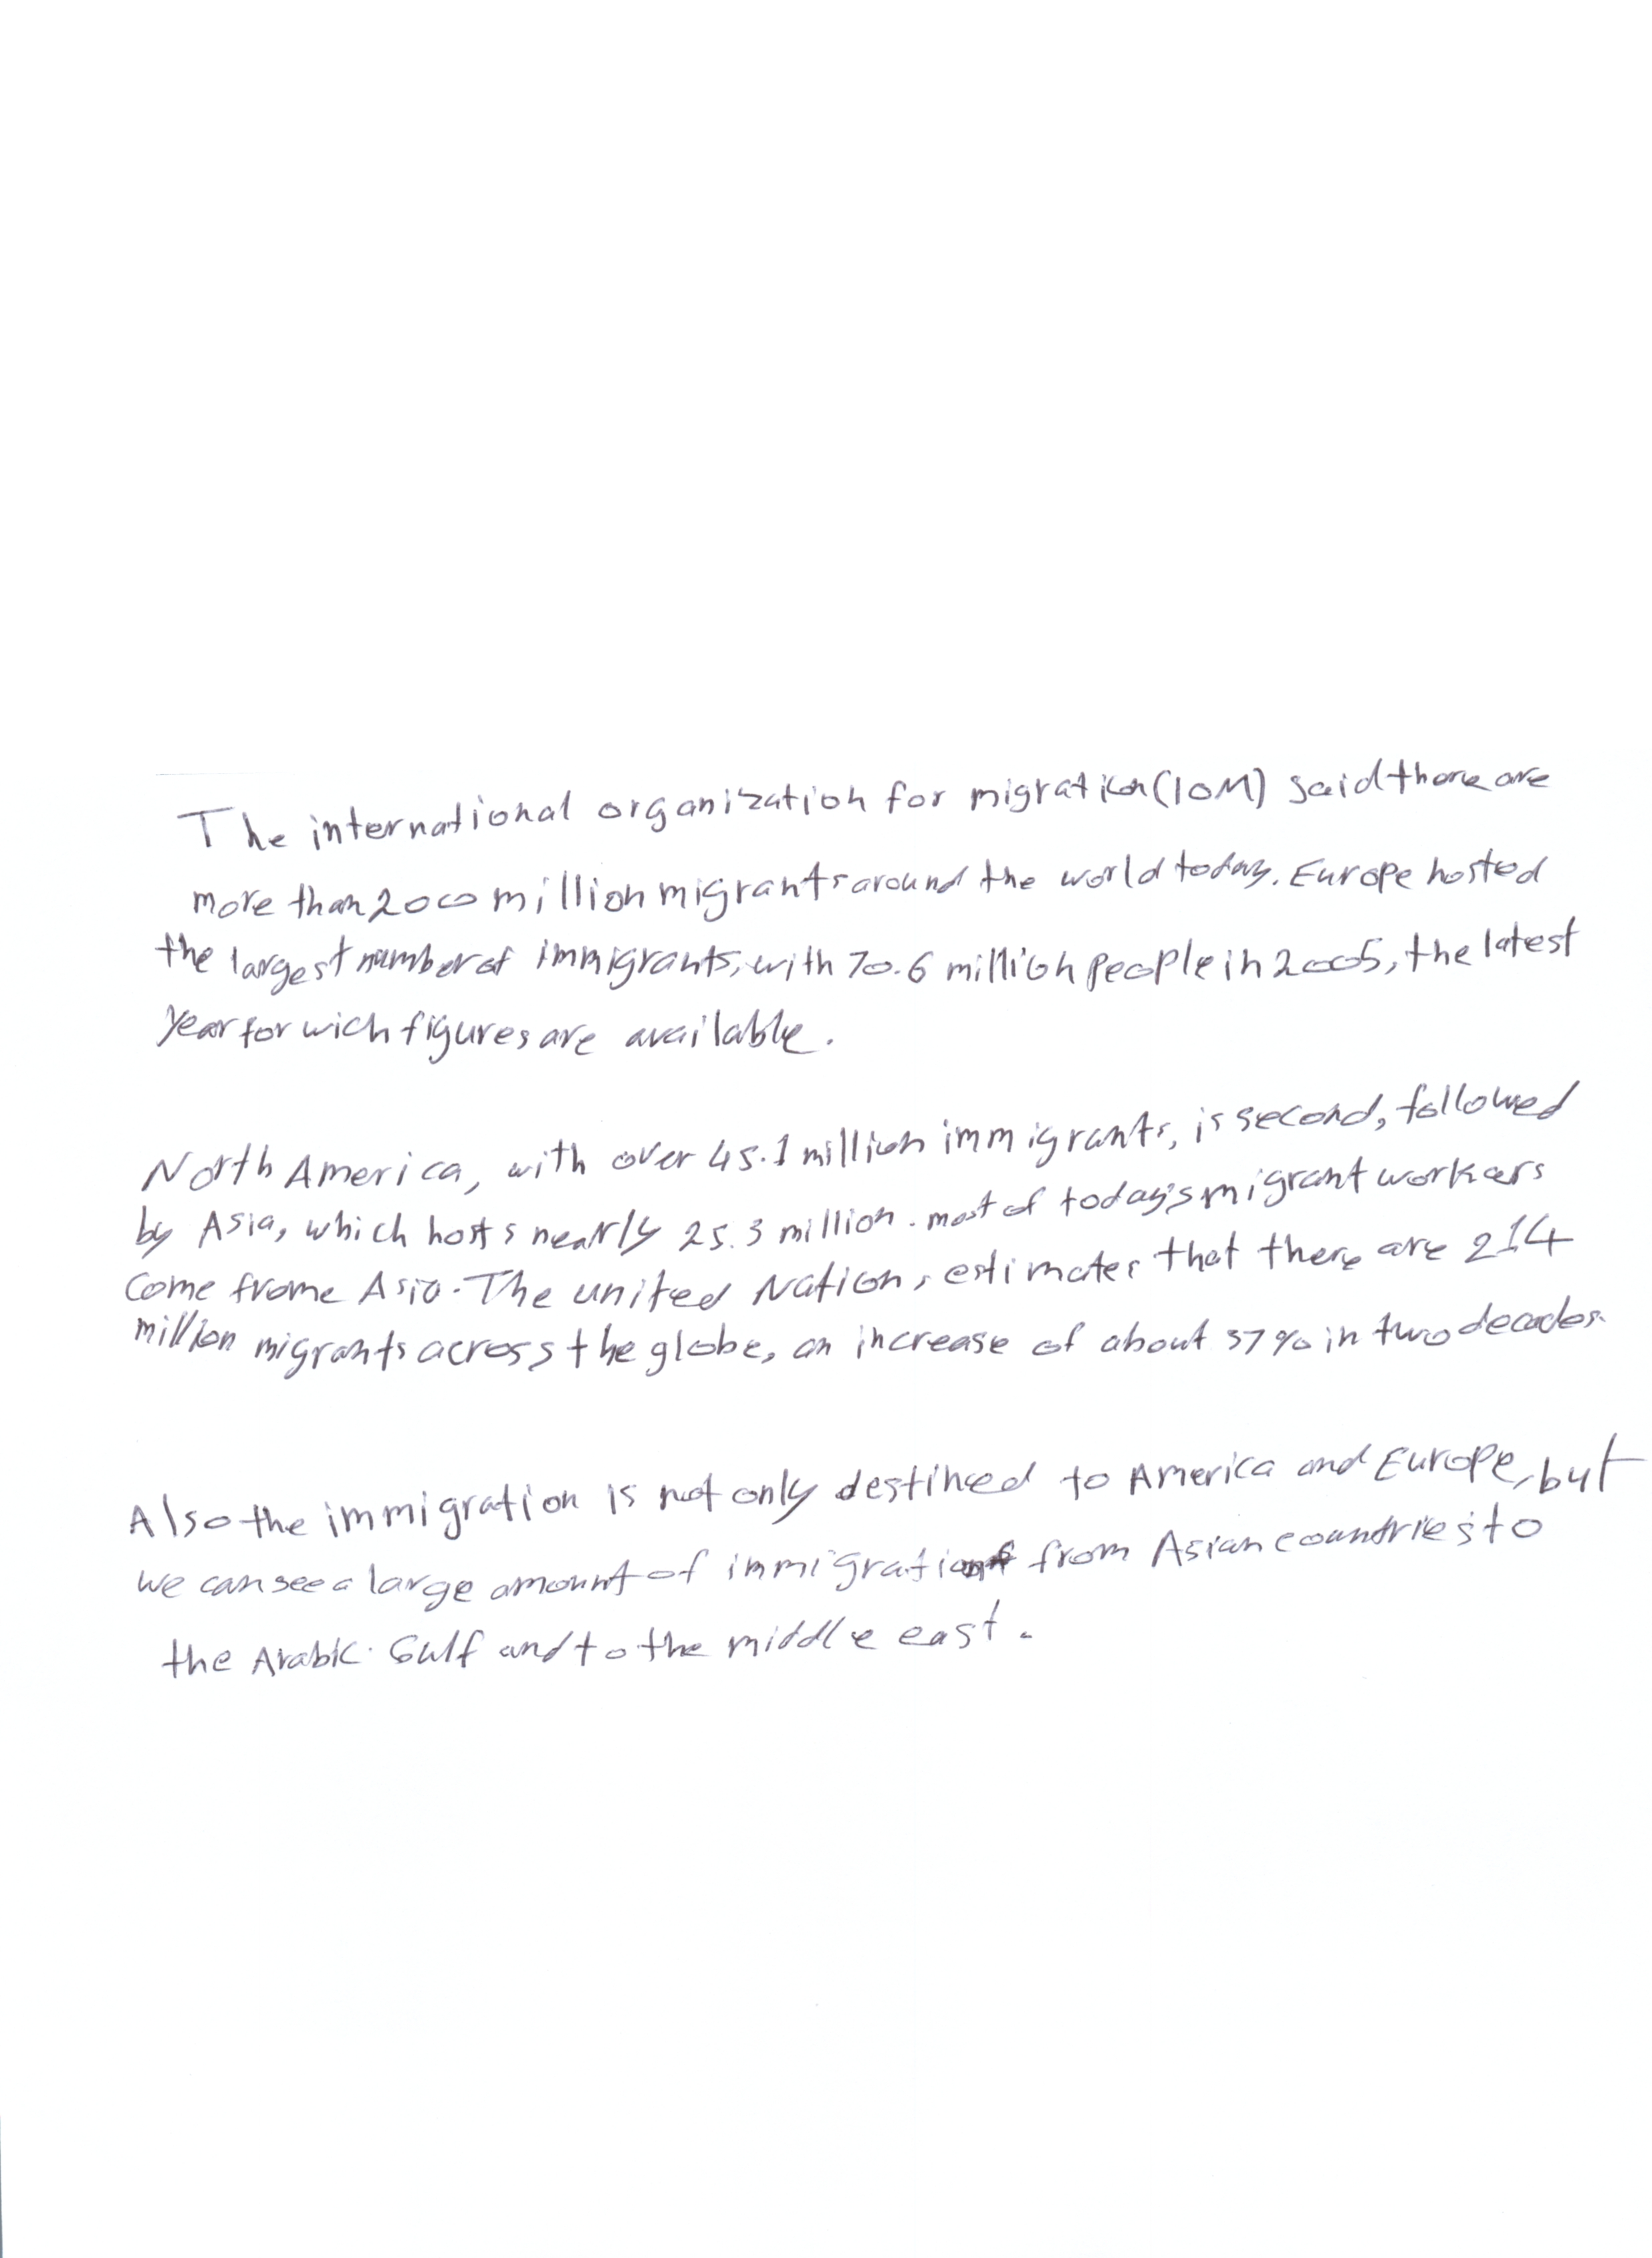 The international organization for migration (IOM) said there are
more than 2000 million migrants around the world today. Europe hosted
the largest number of immigrants, with 70.6 million people in 2005, the latest
year for wich figures are available.
North America, with over 45.1 million immigrants, is second, followed
by Asia, which hosts nearly 25.3 million. most of today's migrant workers
come frome Asia. The united Nations estimates that there are 214
million migrants across the globe, an increase of about 37% in two decades.
Also the immigration is not only destined to America and Europe, but
we can see a large amount of immigration from Asian countries to
the Arabic Gulf and to the middle east.